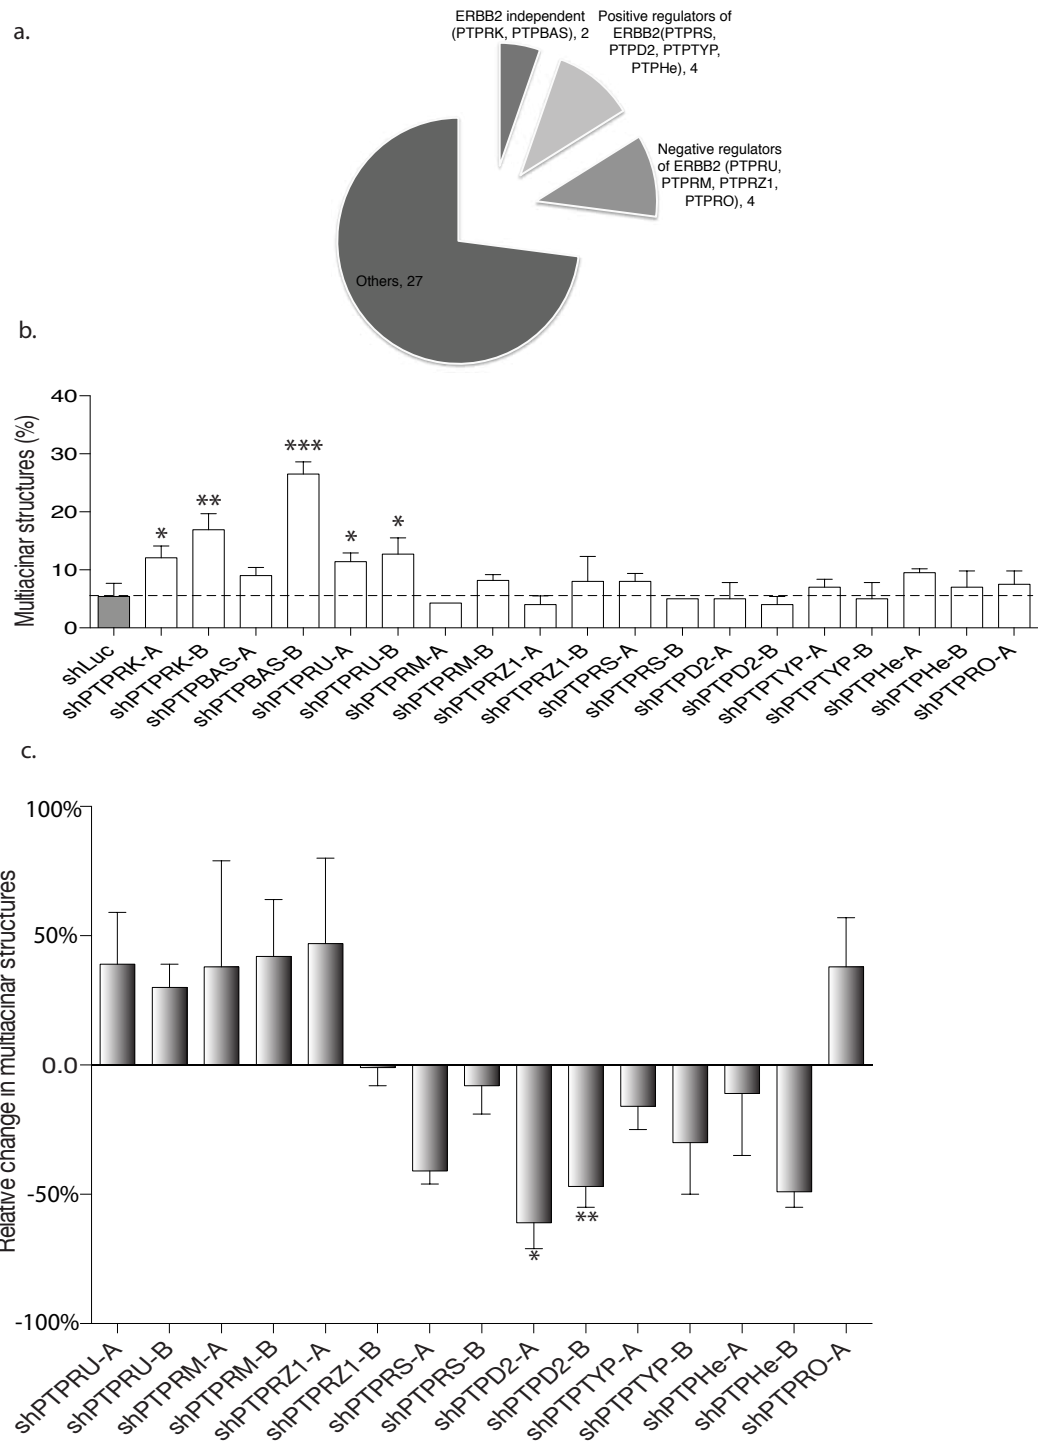 a.
ERBB2 independent
(PTPRK, PTPBAS), 2
Positive regulators of
ERBB2(PTPRS,
PTPD2, PTPTYP,
PTPHe), 4
Negative regulators
of ERBB2 (PTPRU,
PTPRM, PTPRZ1,
PTPRO), 4
Others, 27
b.
Multiacinar structures (%)
40
30
20
10
0
*
**
***
*
*
shLuc
shPTPRK-A
shPTPRK-B
shPTPBAS-A
shPTPBAS-B
shPTPRU-A
shPTPRU-B
shPTPRM-A
shPTPRM-B
shPTPRZ1-A
shPTPRZ1-B
shPTPRS-A
shPTPRS-B
shPTPD2-A
shPTPD2-B
shPTPTYP-A
shPTPTYP-B
shPTPHe-A
shPTPHe-B
shPTPRO-A
c.
Relative change in multiacinar structures
100%
50%
0.0
-50%
-100%
*
**
shPTPRU-A
shPTPRU-B
shPTPRM-A
shPTPRM-B
shPTPRZ1-A
shPTPRZ1-B
shPTPRS-A
shPTPRS-B
shPTPD2-A
shPTPD2-B
shPTPTYP-A
shPTPTYP-B
shPTPHe-A
shPTPHe-B
shPTPRO-A